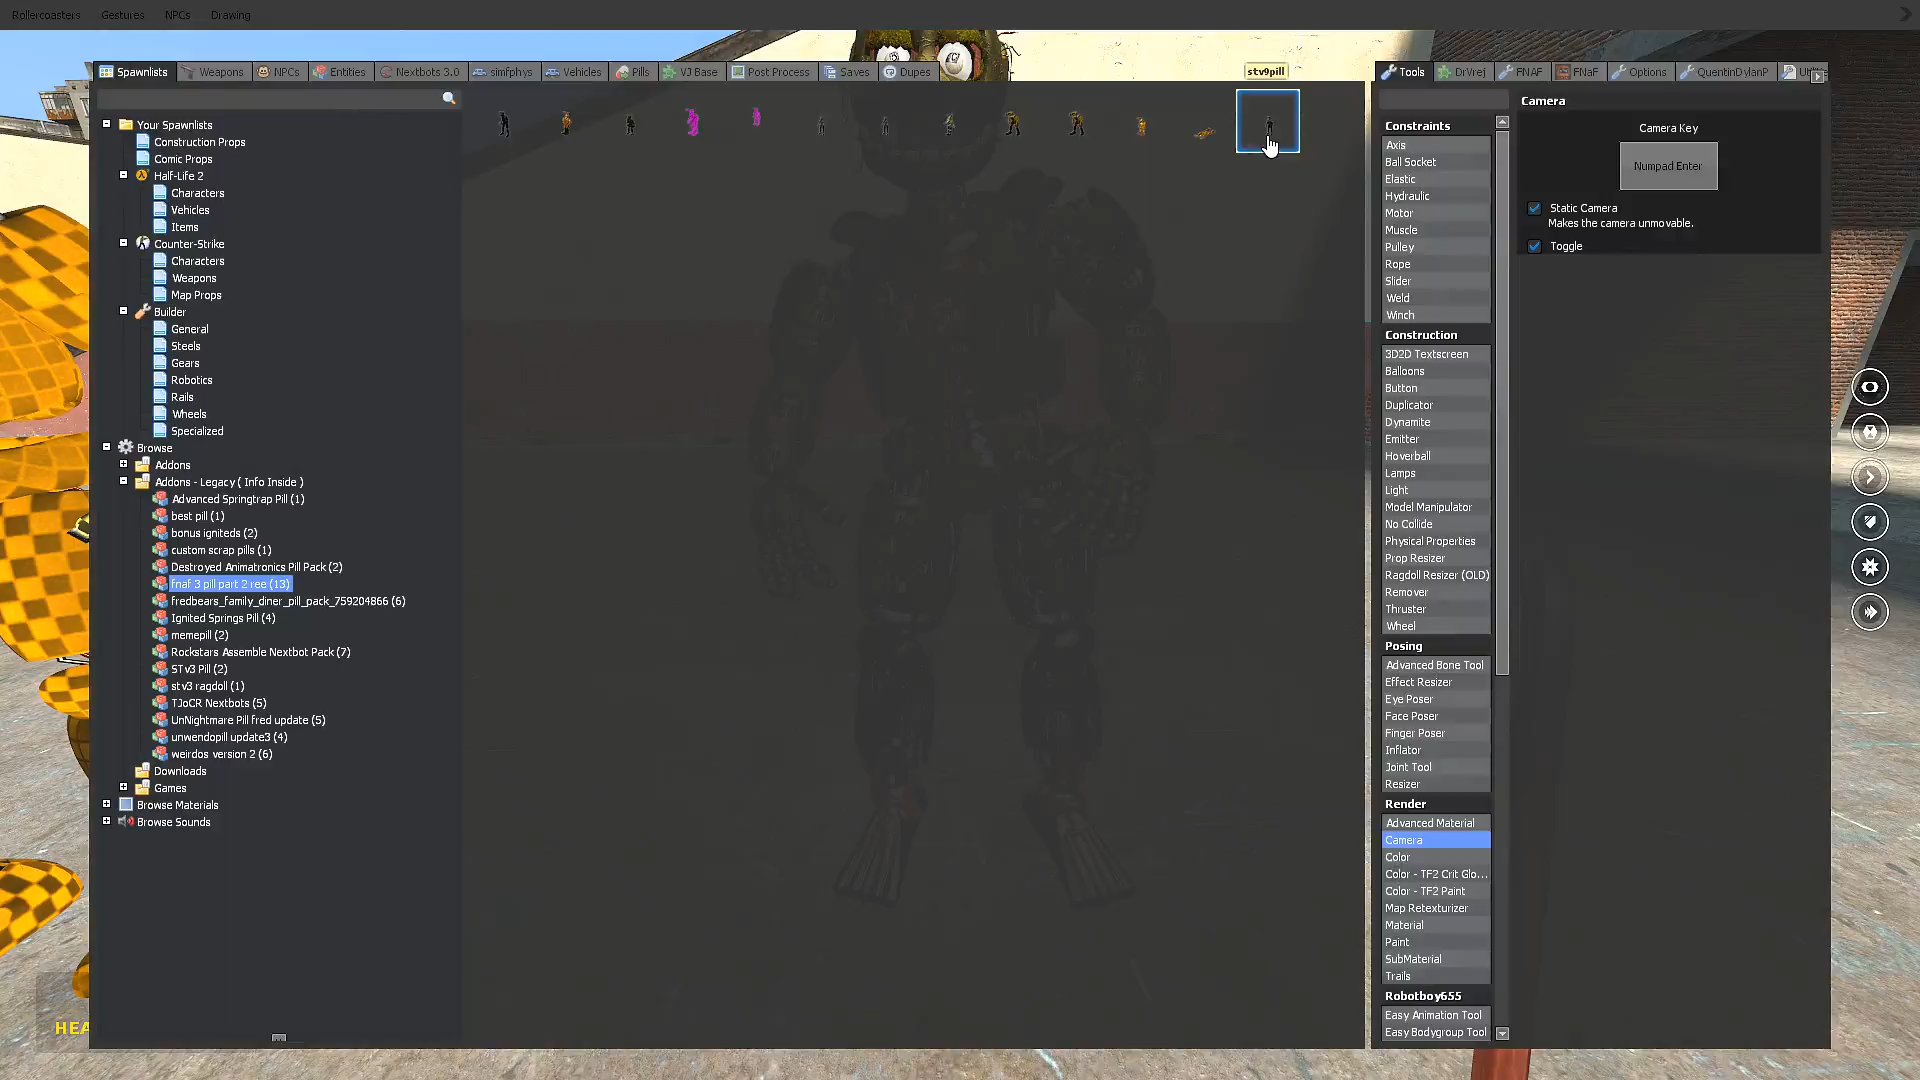 Rollercoasters Gestures NPCs Drawing
Spawnlists Weapons NPCs Entities Nextbots 3.0 simfphys Vehicles Pills VJ Base Post Process Saves Dupes
stv9pill
Your Spawnlists
Construction Props
Comic Props
Half-Life 2
Characters
Vehicles
Items
Counter-Strike
Characters
Weapons
Map Props
Builder
General
Steels
Gears
Robotics
Rails
Wheels
Specialized
Browse
Addons
Addons - Legacy ( Info Inside )
Advanced Springtrap Pill (1)
best pill (1)
bonus igniteds (2)
custom scrap pills (1)
Destroyed Animatronics Pill Pack (2)
fnaf 3 pill part 2 ree (13)
fredbears_family_diner_pill_pack_759204866 (6)
Ignited Springs Pill (4)
memepill (2)
Rockstars Assemble Nextbot Pack (7)
STv3 Pill (2)
stv3 ragdoll (1)
TJoCR Nextbots (5)
UnNightmare Pill fred update (5)
unwendopill update3 (4)
weirdos version 2 (6)
Downloads
Games
Browse Materials
Browse Sounds
HEA
Tools DrVrej FNAF FNaF Options QuentinDylanP
Constraints
Axis
Ball Socket
Elastic
Hydraulic
Motor
Muscle
Pulley
Rope
Slider
Weld
Winch
Construction
3D2D Textscreen
Balloons
Button
Duplicator
Dynamite
Emitter
Hoverball
Lamps
Light
Model Manipulator
No Collide
Physical Properties
Prop Resizer
Ragdoll Resizer (OLD)
Remover
Thruster
Wheel
Posing
Advanced Bone Tool
Effect Resizer
Eye Poser
Face Poser
Finger Poser
Inflator
Joint Tool
Resizer
Render
Advanced Material
Camera
Color
Color - TF2 Crit Glo...
Color - TF2 Paint
Map Retexturizer
Material
Paint
SubMaterial
Trails
Robotboy655
Easy Animation Tool
Easy Bodygroup Tool
Camera
Camera Key
Numpad Enter
Static Camera
Makes the camera unmovable.
Toggle